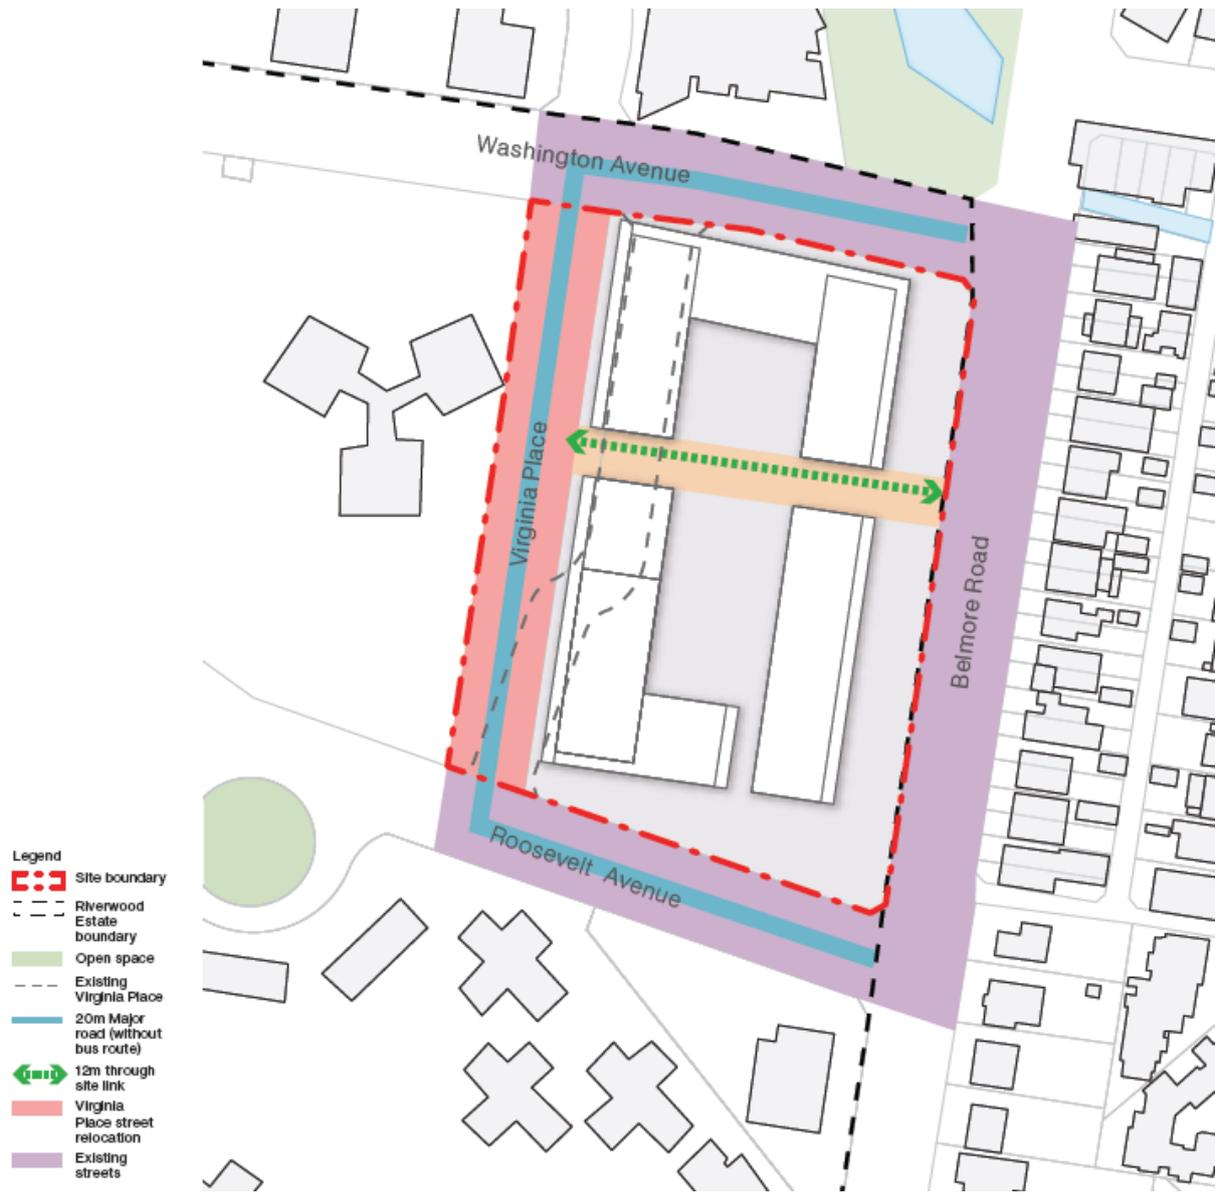 Washington Avenue
Virginia Place
Belmore Road
Roosevelt Avenue
Legend
Site boundary
Riverwood
Estate
boundary
Open space
Existing
Virginia Place
20m Major
road (without
bus route)
12m through
site link
Virginia
Place street
relocation
Existing
streets